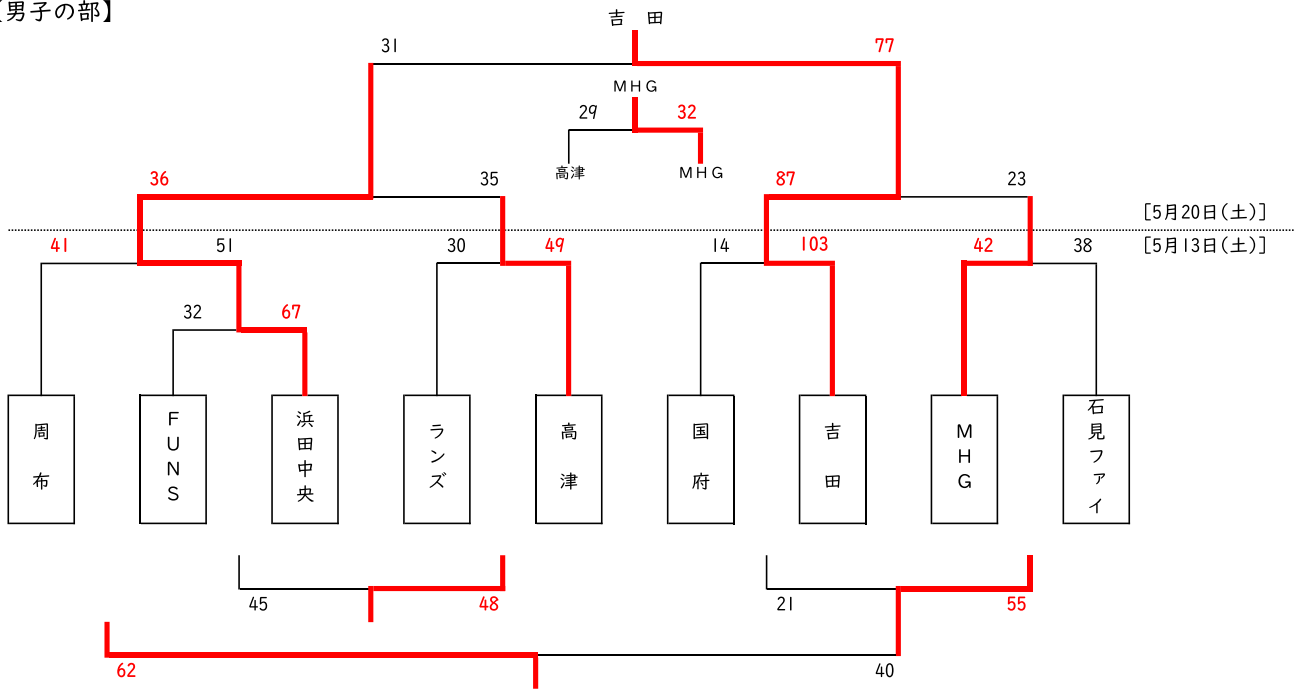 【男子の部】
吉田
31 77
MHG
29 32
高津 MHG
36 35 87 23
[5月20日(土)]
41 51 30 49 14 103 42 38
[5月13日(土)]
32 67
周布
FUNS
浜田中央
ランズ
高津
国府
吉田
MHG
石見ファイ
45 48 21 55
62 40